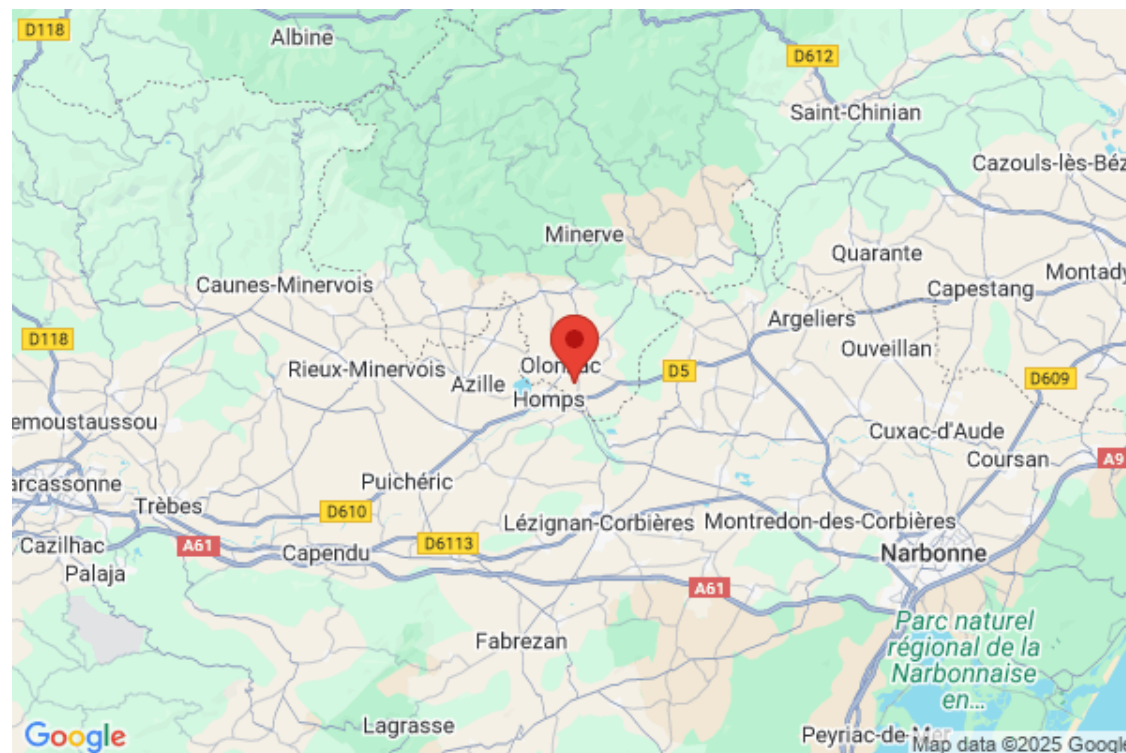 D118
Albine
D612
Saint-Chinian
Cazouls-lès-Béz
Minerve
Quarante
Montady
Caunes-Minervois
Capestang
Argeliers
D118
Ouveillan
Rieux-Minervois
Azille
D5
D609
Homps
emoustaussou
Cuxac-d'Aude
Coursan
A9
Puichéric
arcassonne
Trèbes
D610
Lézignan-Corbières
Montredon-des-Corbières
Cazilhac
A61
Capendu
D6113
Narbonne
Palaja
A61
Fabrezan
Parc naturel
régional de la
Narbonnaise
en...
Lagrasse
Peyriac-de-Mer
Google
Map data ©2025 Google